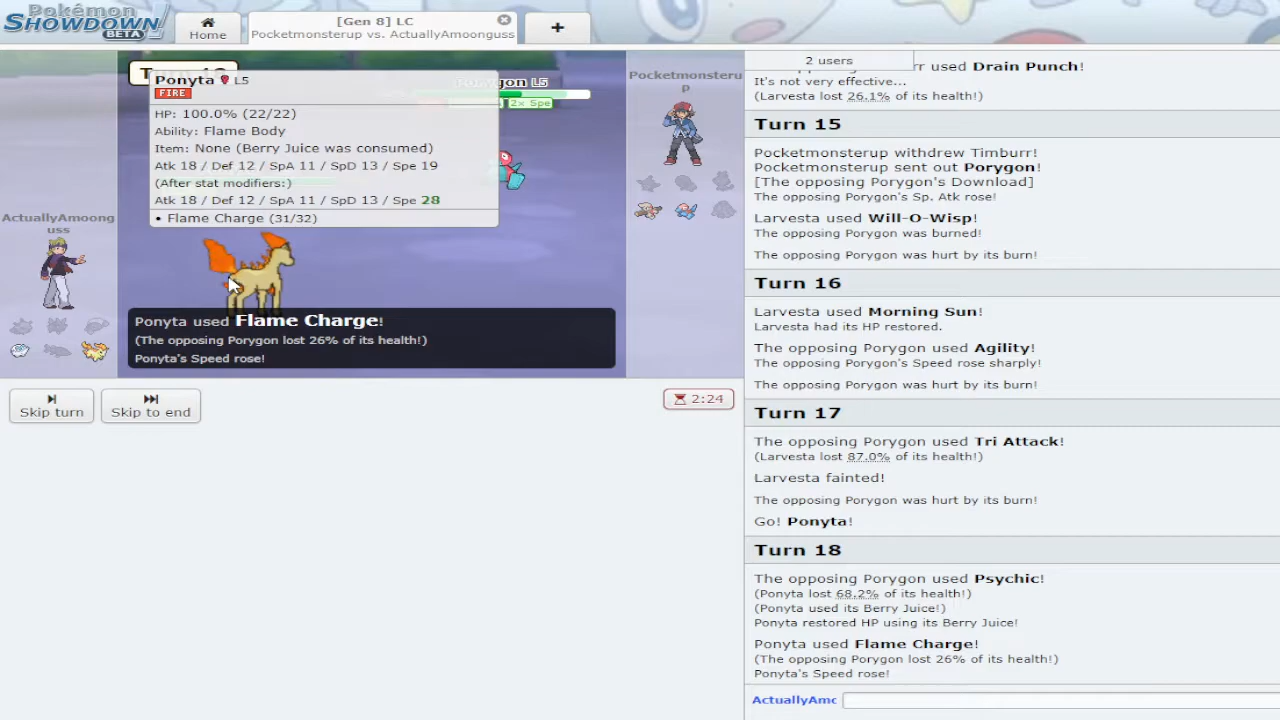 Pokémon
SHOWDOWN!
BETA
Home
[Gen 8] LC
Pocketmonsterup vs. ActuallyAmoonguss
+
Ponyta L5
FIRE
HP: 100.0% (22/22)
Ability: Flame Body
Item: None (Berry Juice was consumed)
Atk 18 / Def 12 / SpA 11 / SpD 13 / Spe 19
(After stat modifiers:)
Atk 18 / Def 12 / SpA 11 / SpD 13 / Spe 28
• Flame Charge (31/32)
L5
2× Spe
Pocketmonsteru
p
ActuallyAmoong
uss
Ponyta used Flame Charge!
(The opposing Porygon lost 26% of its health!)
Ponyta's Speed rose!
Skip turn
Skip to end
2:24
2 users
rr used Drain Punch!
It's not very effective...
(Larvesta lost 26.1% of its health!)
Turn 15
Pocketmonsterup withdrew Timburr!
Pocketmonsterup sent out Porygon!
[The opposing Porygon's Download]
The opposing Porygon's Sp. Atk rose!
Larvesta used Will-O-Wisp!
The opposing Porygon was burned!
The opposing Porygon was hurt by its burn!
Turn 16
Larvesta used Morning Sun!
Larvesta had its HP restored.
The opposing Porygon used Agility!
The opposing Porygon's Speed rose sharply!
The opposing Porygon was hurt by its burn!
Turn 17
The opposing Porygon used Tri Attack!
(Larvesta lost 87.0% of its health!)
Larvesta fainted!
The opposing Porygon was hurt by its burn!
Go! Ponyta!
Turn 18
The opposing Porygon used Psychic!
(Ponyta lost 68.2% of its health!)
(Ponyta used its Berry Juice!)
Ponyta restored HP using its Berry Juice!
Ponyta used Flame Charge!
(The opposing Porygon lost 26% of its health!)
Ponyta's Speed rose!
ActuallyAmc